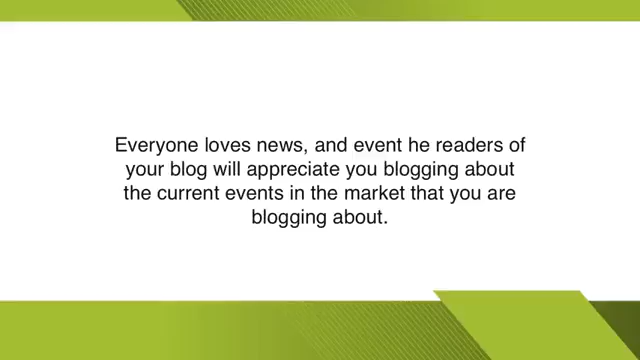 Everyone loves news, and event he readers of
your blog will appreciate you blogging about
the current events in the market that you are
blogging about.